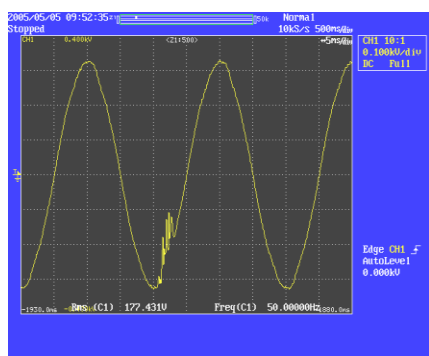 2005/05/05 09:52:35
50k
Normal
Stopped
10kS/s 500ms/div
CH1 0.400kV
<Z1:500>
5ms/div
CH1 10:1
0.100kV/div
DC Full
Edge CH1
AutoLevel
0.000kV
-1930.0ms
Rms (C1) 177.431V
Freq(C1) 50.00000Hz